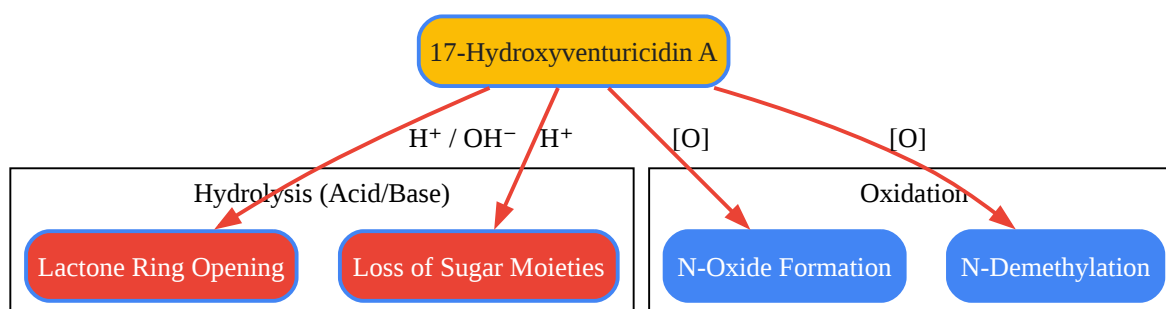 17-Hydroxyventuricidin A
H⁺ / OH⁻
H⁺
[O]
[O]
Hydrolysis (Acid/Base)
Oxidation
Lactone Ring Opening
Loss of Sugar Moieties
N-Oxide Formation
N-Demethylation